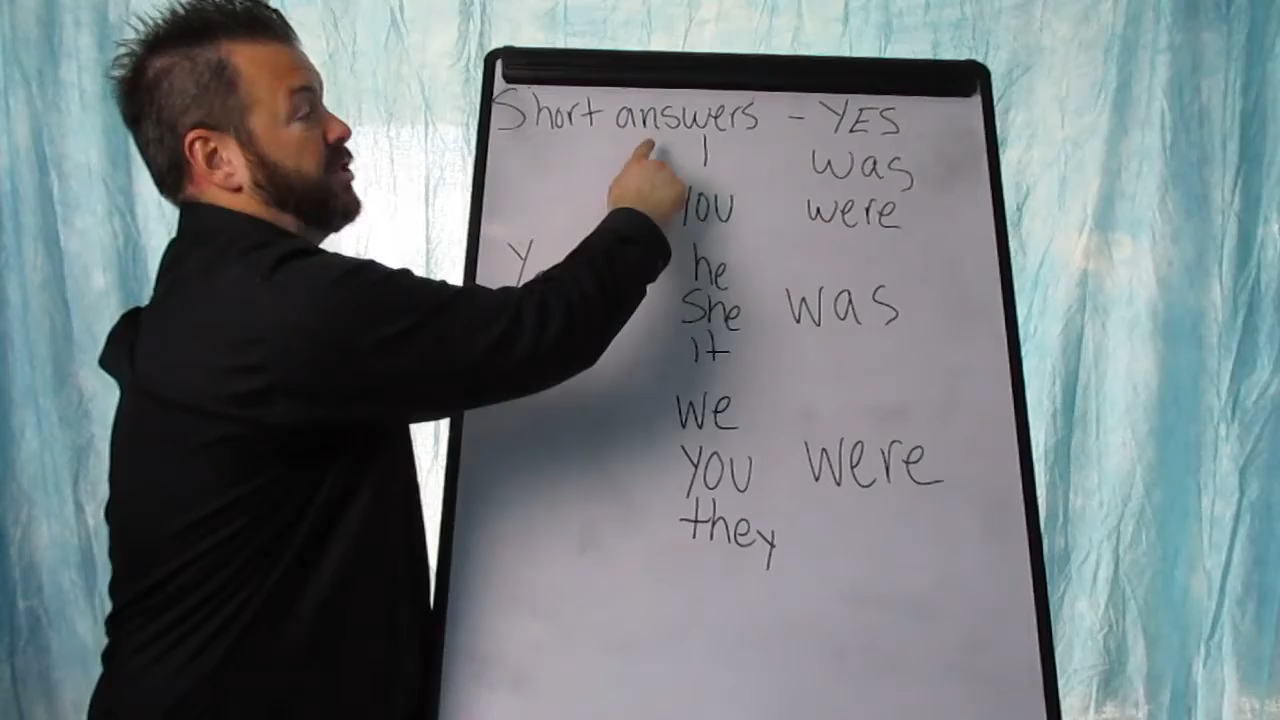 Short answers - YES
I was
You were
he
She was
it
We
you were
they